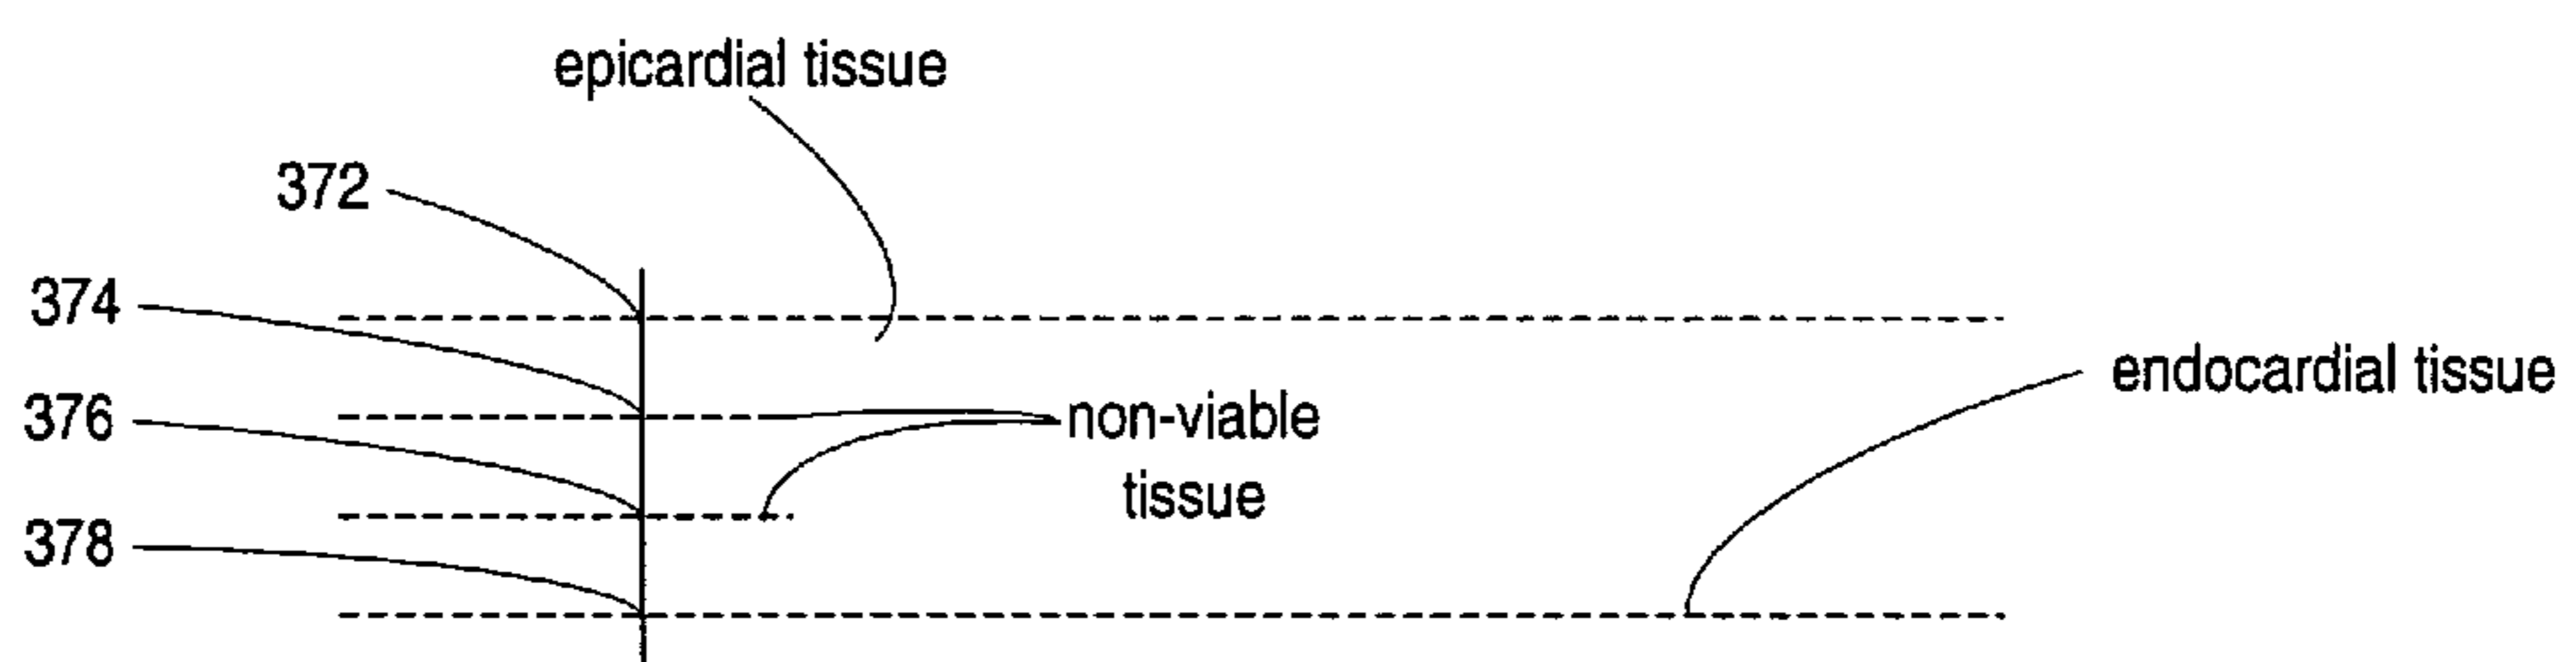 epicardial tissue
372
374
endocardial tissue
376
non-viable
tissue
378